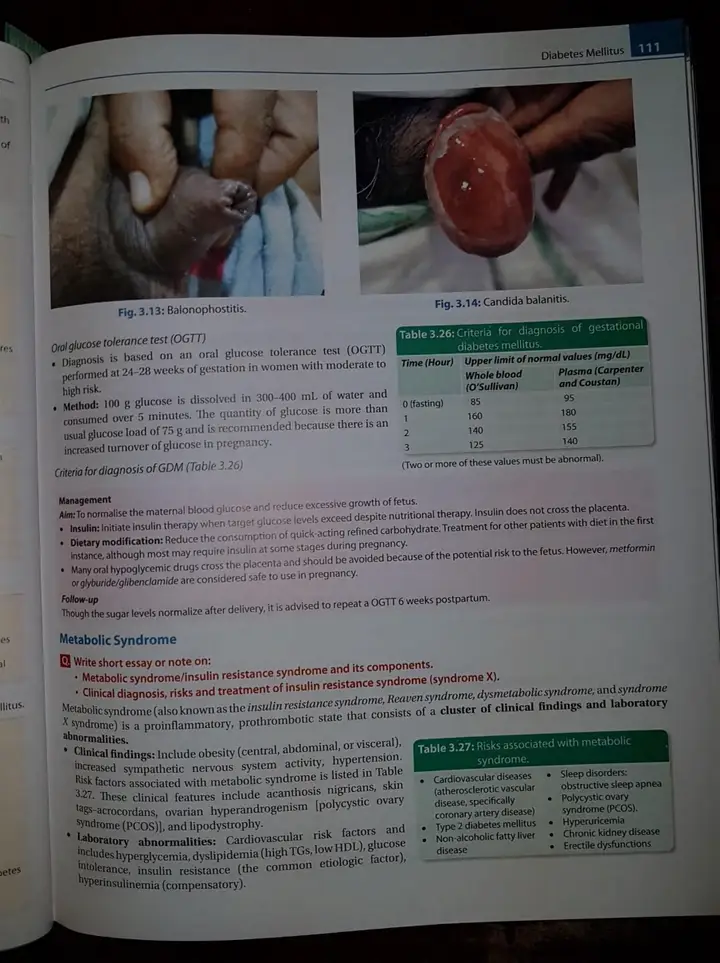 Diabetes Mellitus 111
th
of
res
es
al
llitus.
betes
Fig. 3.13: Balonophostitis.
Fig. 3.14: Candida balanitis.
Oral glucose tolerance test (OGTT)
• Diagnosis is based on an oral glucose tolerance test (OGTT)
performed at 24–28 weeks of gestation in women with moderate to
high risk.
• Method: 100 g glucose is dissolved in 300–400 mL of water and
consumed over 5 minutes. The quantity of glucose is more than
usual glucose load of 75 g and is recommended because there is an
increased turnover of glucose in pregnancy.
Criteria for diagnosis of GDM (Table 3.26)
Table 3.26: Criteria for diagnosis of gestational
diabetes mellitus.
Time (Hour) Upper limit of normal values (mg/dL)
Whole blood Plasma (Carpenter
(O'Sullivan) and Coustan)
0 (fasting) 85 95
1 160 180
2 140 155
3 125 140
(Two or more of these values must be abnormal).
Management
Aim: To normalise the maternal blood glucose and reduce excessive growth of fetus.
• Insulin: Initiate insulin therapy when target glucose levels exceed despite nutritional therapy. Insulin does not cross the placenta.
• Dietary modification: Reduce the consumption of quick-acting refined carbohydrate. Treatment for other patients with diet in the first
instance, although most may require insulin at some stages during pregnancy.
• Many oral hypoglycemic drugs cross the placenta and should be avoided because of the potential risk to the fetus. However, metformin
or glyburide/glibenclamide are considered safe to use in pregnancy.
Follow-up
Though the sugar levels normalize after delivery, it is advised to repeat a OGTT 6 weeks postpartum.
Metabolic Syndrome
Q Write short essay or note on:
• Metabolic syndrome/insulin resistance syndrome and its components.
• Clinical diagnosis, risks and treatment of insulin resistance syndrome (syndrome X).
Metabolic syndrome (also known as the insulin resistance syndrome, Reaven syndrome, dysmetabolic syndrome, and syndrome
X syndrome) is a proinflammatory, prothrombotic state that consists of a cluster of clinical findings and laboratory
abnormalities.
• Clinical findings: Include obesity (central, abdominal, or visceral),
increased sympathetic nervous system activity, hypertension.
Risk factors associated with metabolic syndrome is listed in Table
3.27. These clinical features include acanthosis nigricans, skin
tags-acrocordans, ovarian hyperandrogenism [polycystic ovary
syndrome (PCOS)], and lipodystrophy.
• Laboratory abnormalities: Cardiovascular risk factors and
includes hyperglycemia, dyslipidemia (high TGs, low HDL), glucose
intolerance, insulin resistance (the common etiologic factor),
hyperinsulinemia (compensatory).
Table 3.27: Risks associated with metabolic
syndrome.
• Cardiovascular diseases
(atherosclerotic vascular
disease, specifically
coronary artery disease)
• Type 2 diabetes mellitus
• Non-alcoholic fatty liver
disease
• Sleep disorders:
obstructive sleep apnea
• Polycystic ovary
syndrome (PCOS).
• Hyperuricemia
• Chronic kidney disease
• Erectile dysfunctions